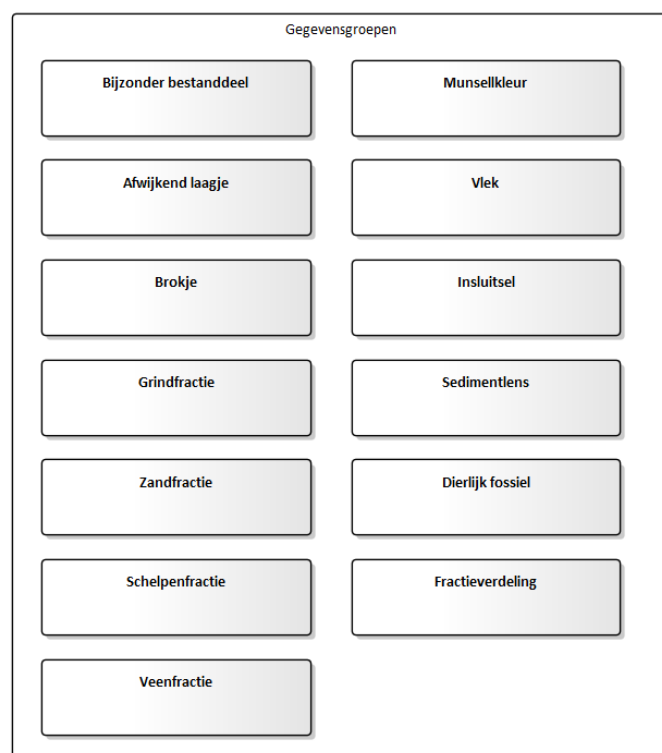 Gegevensgroepen
Bijzonder bestanddeel
Munsellkleur
Afwijkend laagje
Vlek
Brokje
Insluitsel
Grindfractie
Sedimentlens
Zandfractie
Dierlijk fossiel
Schelpenfractie
Fractieverdeling
Veenfractie